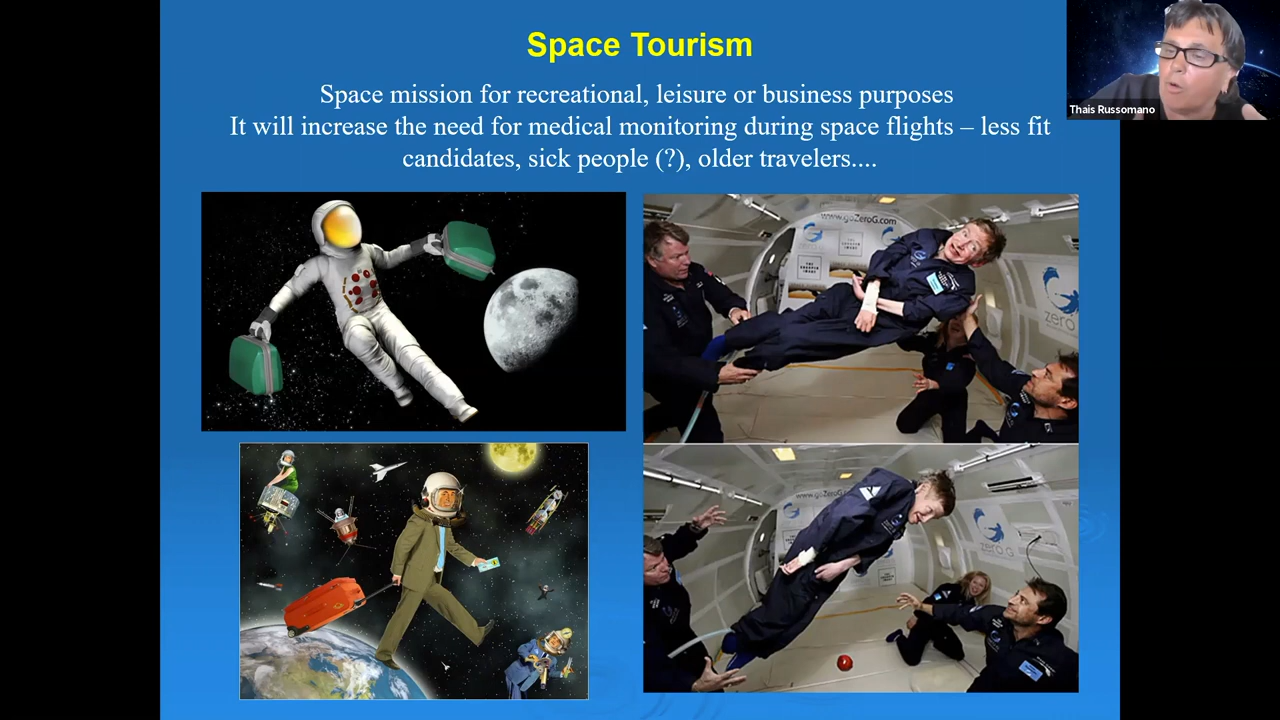 Space Tourism
Space mission for recreational, leisure or business purposes
It will increase the need for medical monitoring during space flights – less fit
candidates, sick people (?), older travelers....
Thais Russomano
www.goZeroG.com
zero
www.goZeroG
ZERO G